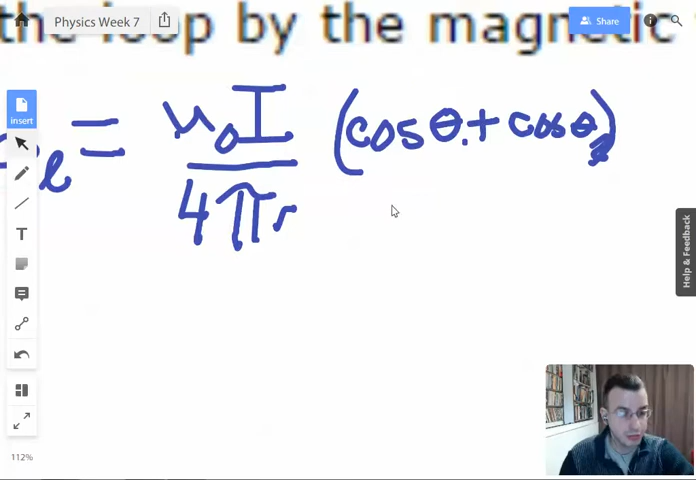 the loop by the magnetic
Physics Week 7
Share
insert
l = μ₀I (cosθ₁ + cosθ₂)
4πr
T
Help & Feedback
112%